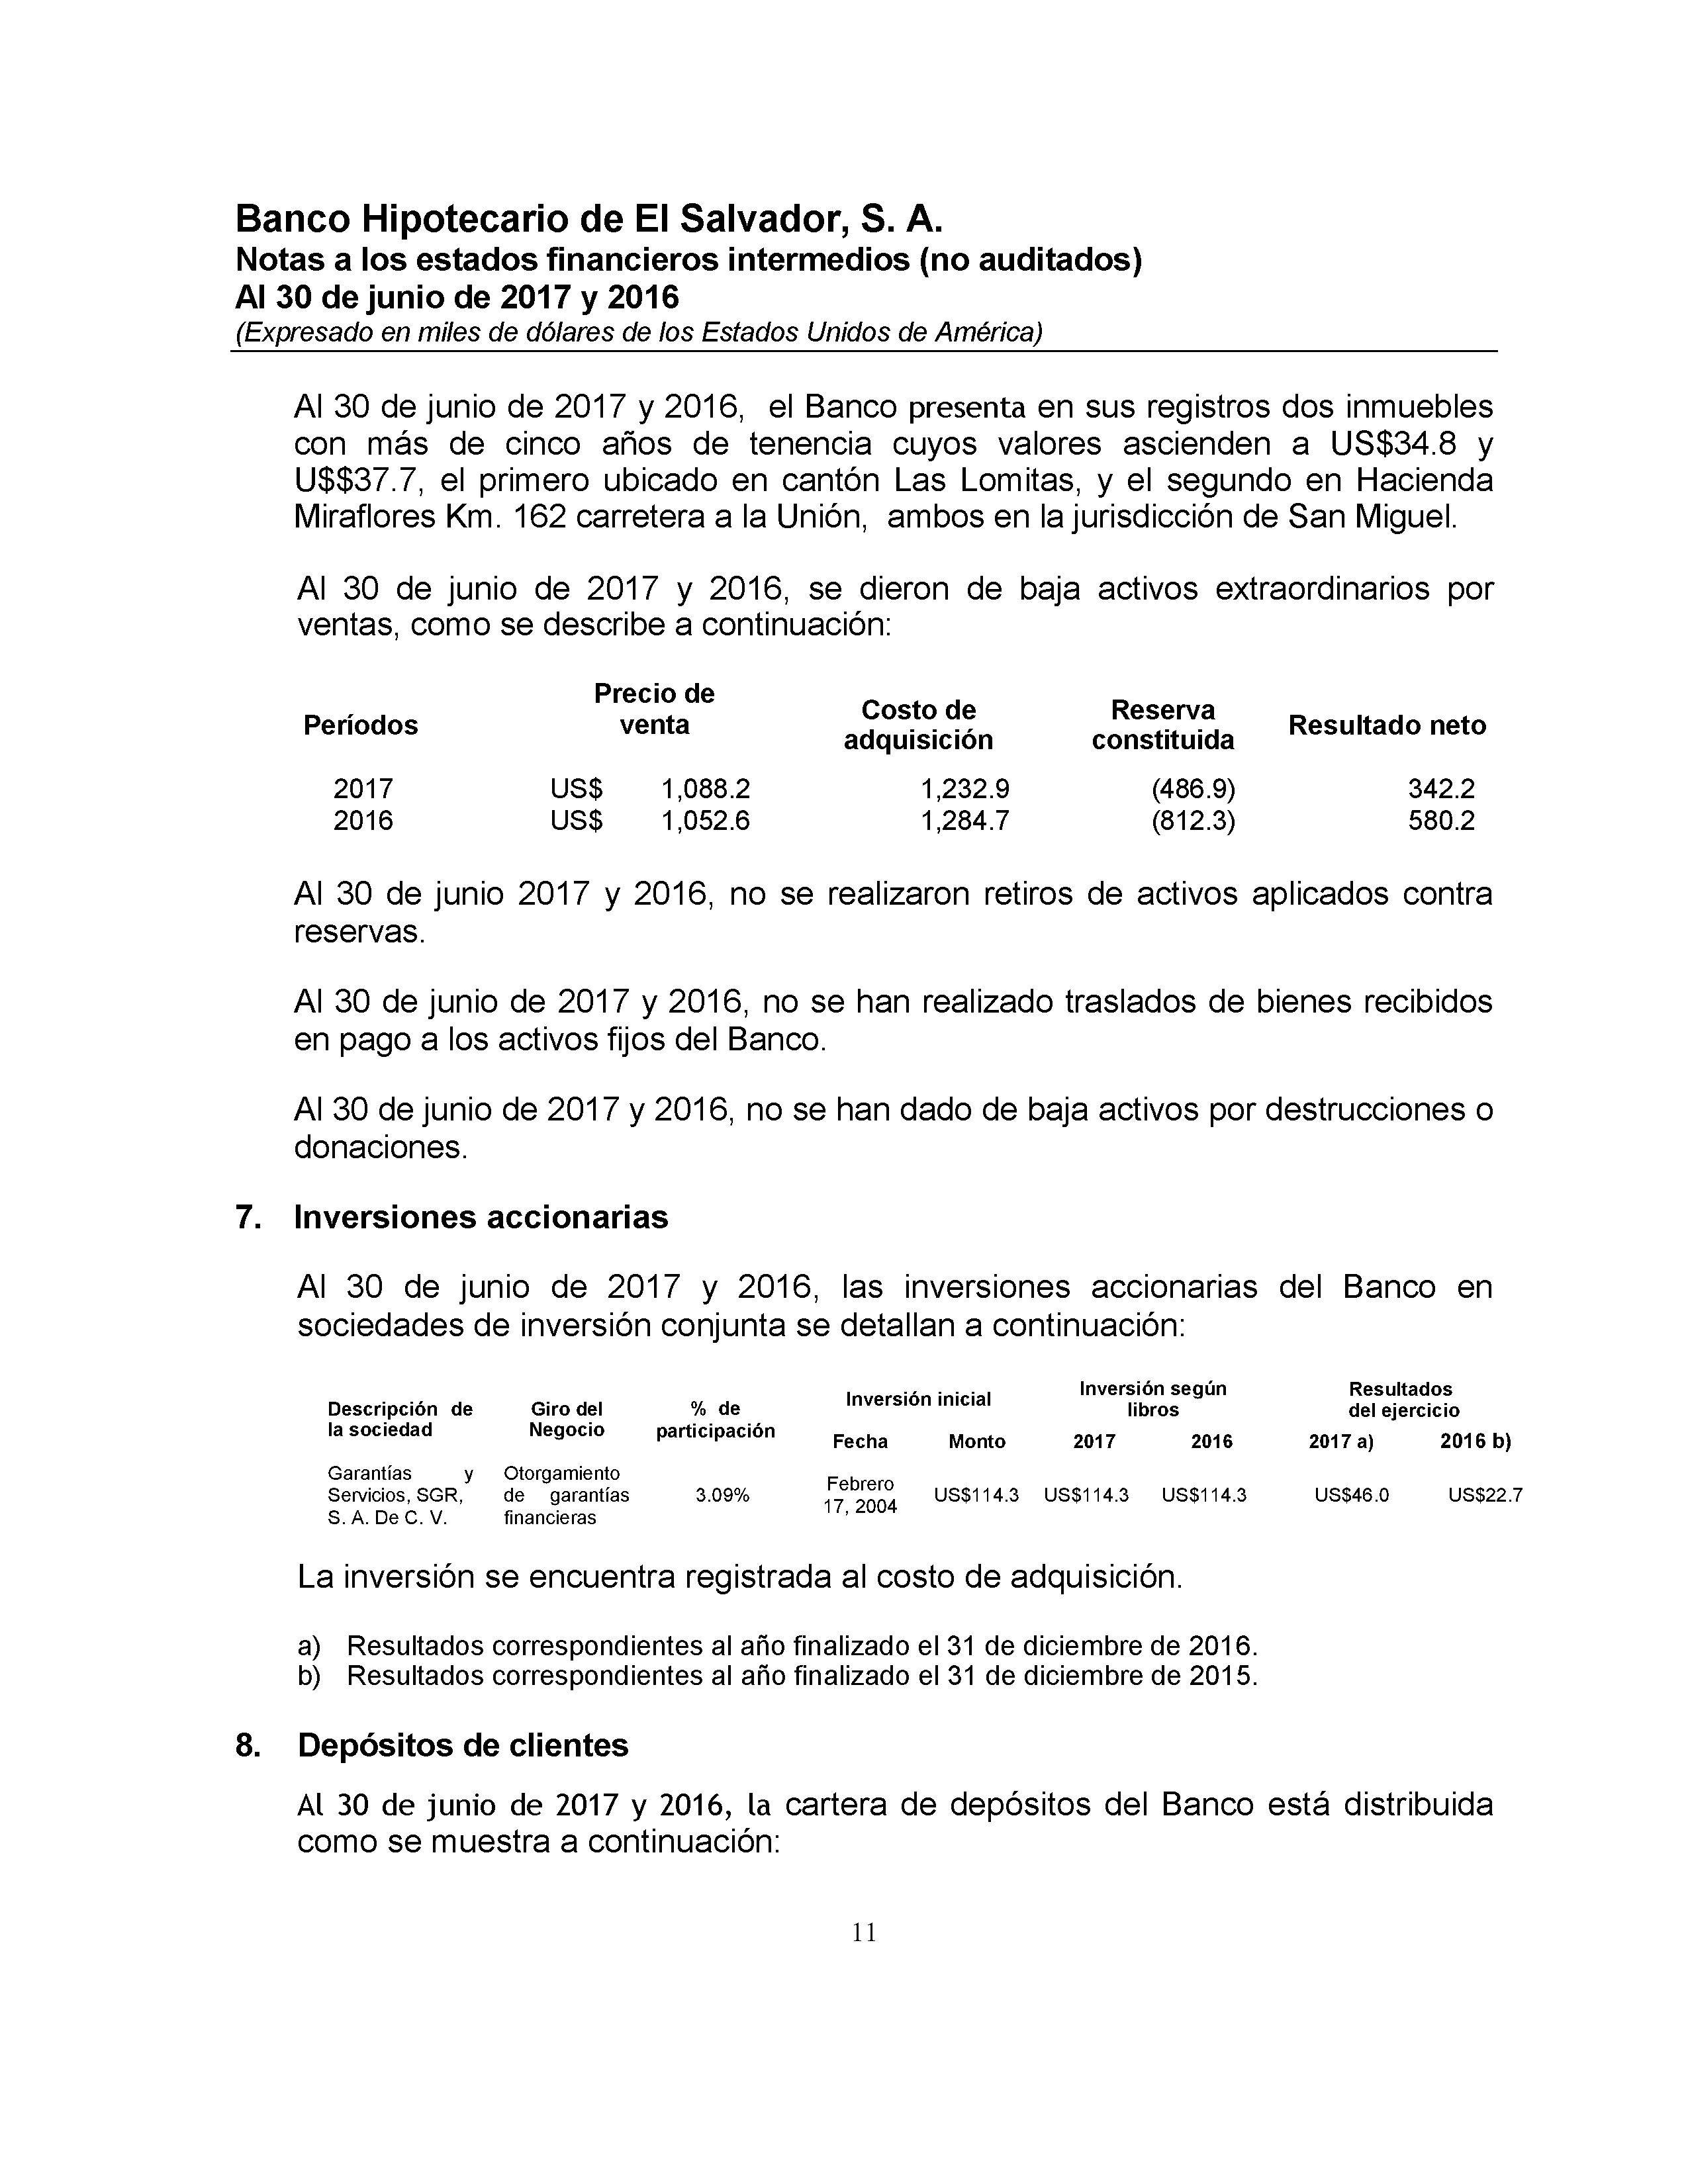 Banco Hipotecario de El Salvador, S. A.
Notas a los estados financieros intermedios (no auditados)
Al 30 de junio de 2017 y 2016
(Expresado en miles de dólares de los Estados Unidos de América)
Al 30 de junio de 2017 y 2016, el Banco presenta en sus registros dos inmuebles
con más de cinco años de tenencia cuyos valores ascienden a US$34.8 y
U$$37.7, el primero ubicado en cantón Las Lomitas, y el segundo en Hacienda
Miraflores Km. 162 carretera a la Unión, ambos en la jurisdicción de San Miguel.
Al 30 de junio de 2017 y 2016, se dieron de baja activos extraordinarios por
ventas, como se describe a continuación:
Períodos Precio de venta Costo de adquisición Reserva constituida Resultado neto
2017 US$ 1,088.2 1,232.9 (486.9) 342.2
2016 US$ 1,052.6 1,284.7 (812.3) 580.2
Al 30 de junio 2017 y 2016, no se realizaron retiros de activos aplicados contra
reservas.
Al 30 de junio de 2017 y 2016, no se han realizado traslados de bienes recibidos
en pago a los activos fijos del Banco.
Al 30 de junio de 2017 y 2016, no se han dado de baja activos por destrucciones o
donaciones.
7. Inversiones accionarias
Al 30 de junio de 2017 y 2016, las inversiones accionarias del Banco en
sociedades de inversión conjunta se detallan a continuación:
Descripción de la sociedad Giro del Negocio % de participación Inversión inicial Inversión según libros Resultados del ejercicio
Fecha Monto 2017 2016 2017 a) 2016 b)
Garantías y Servicios, SGR, S. A. De C. V. Otorgamiento de garantías financieras 3.09% Febrero 17, 2004 US$114.3 US$114.3 US$114.3 US$46.0 US$22.7
La inversión se encuentra registrada al costo de adquisición.
a) Resultados correspondientes al año finalizado el 31 de diciembre de 2016.
b) Resultados correspondientes al año finalizado el 31 de diciembre de 2015.
8. Depósitos de clientes
Al 30 de junio de 2017 y 2016, la cartera de depósitos del Banco está distribuida
como se muestra a continuación:
11